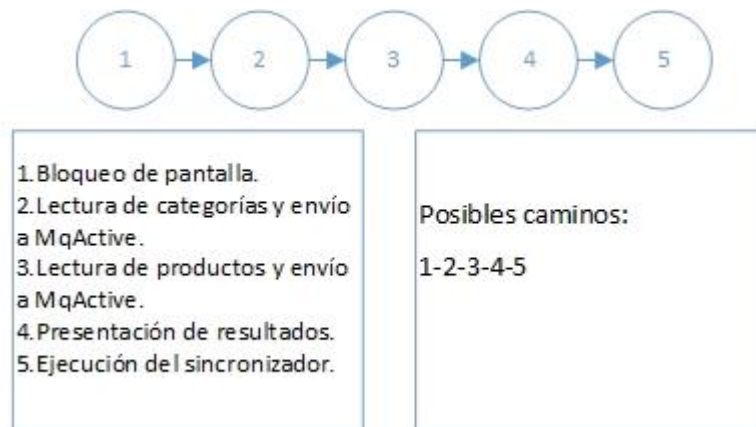 1
2
3
4
5
1.Bloqueo de pantalla.
2.Lectura de categorías y envío
a MqActive.
3.Lectura de productos y envío
a MqActive.
4.Presentación de resultados.
5.Ejecución del sincronizador.
Posibles caminos:
1-2-3-4-5